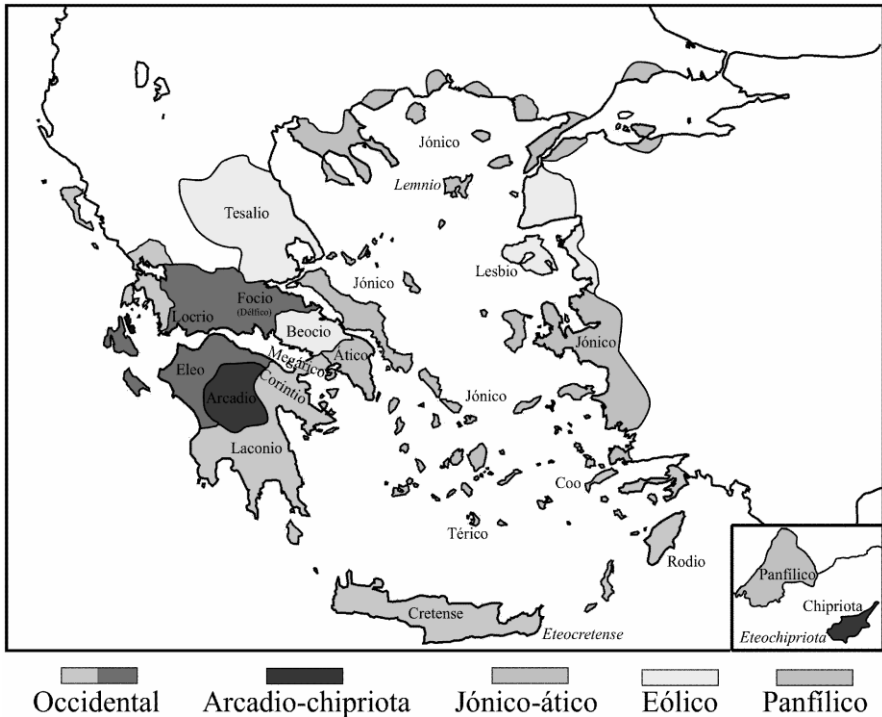 Jónico
Lemnio
Tesalio
Lesbio
Jónico
Focio
(Délfico)
Locrio
Beocio
Jónico
Megárico
Ático
Eleo
Corintio
Arcadio
Jónico
Laconio
Coo
Térico
Rodio
Panfílico
Cretense
Chipriota
Eteocretense
Eteochipriota
Occidental
Arcadio-chipriota
Jónico-ático
Eólico
Panfílico